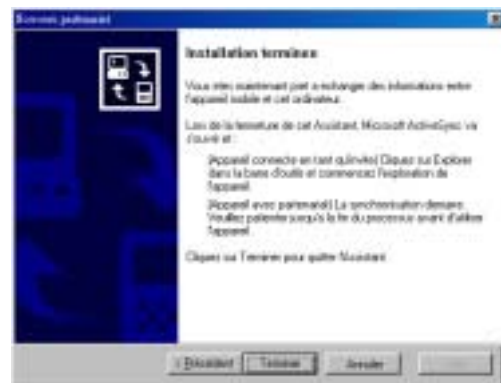 Nouveau partenariat
Installation terminée
Vous êtes maintenant prêt à échanger des informations entre
l'appareil mobile et cet ordinateur.
Lors de la fermeture de cet Assistant, Microsoft ActiveSync va
s'ouvrir et :
(Appareil connecté en tant qu'invité) Cliquez sur Explorer
dans la barre d'outils et commencez l'exploration de
l'appareil.
(Appareil avec partenariat) La synchronisation démarre.
Veuillez patienter jusqu'à la fin du processus avant d'utiliser
l'appareil.
Cliquez sur Terminer pour quitter l'Assistant.
< Précédent
Terminer
Annuler